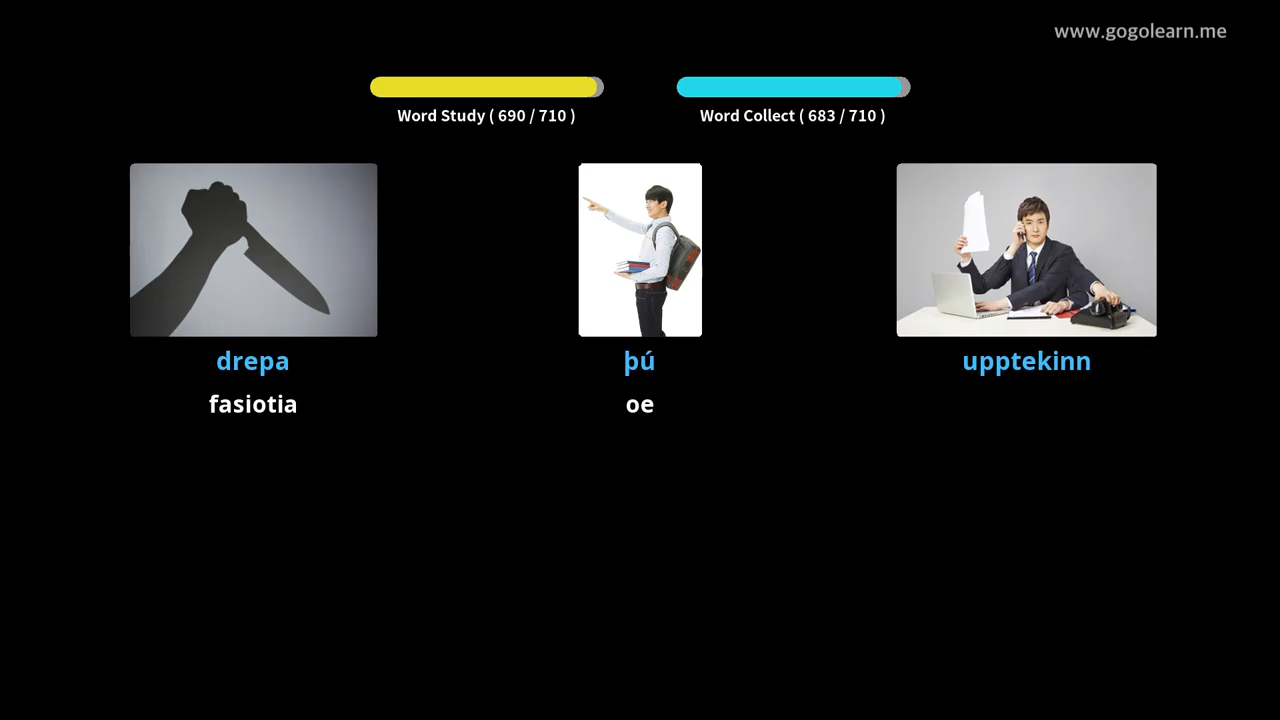 www.gogolearn.me
Word Study ( 690 / 710 )
Word Collect ( 683 / 710 )
drepa
þú
upptekinn
fasiotia
oe